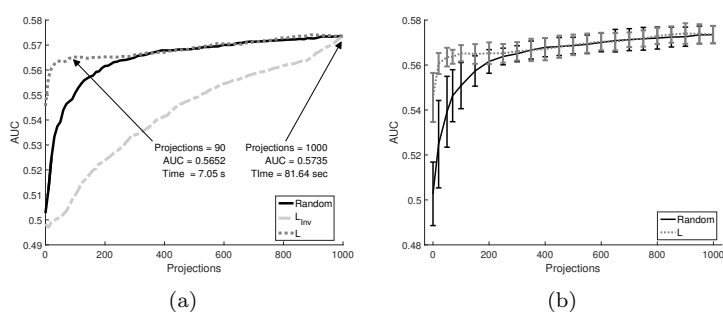 0.58
0.57
0.56
0.55
0.54
0.53
0.52
0.51
0.5
0.49
AUC
0 200 400 600 800 1000
Projections
Projections = 90
AUC = 0.5652
Time = 7.05 s
Projections = 1000
AUC = 0.5735
TIme = 81.64 sec
Random
L_Inv
L
(a)
0.58
0.56
0.54
0.52
0.5
0.48
AUC
0 200 400 600 800 1000
Projections
Random
L
(b)